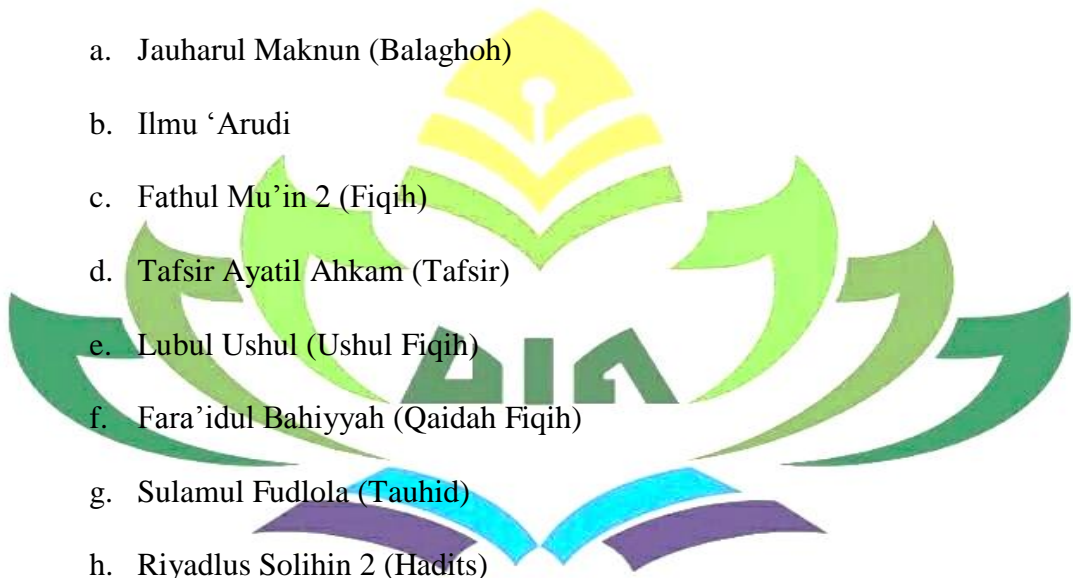 a. Jauharul Maknun (Balaghoh)
b. Ilmu ‘Arudi
c. Fathul Mu’in 2 (Fiqih)
d. Tafsir Ayatil Ahkam (Tafsir)
e. Lubul Ushul (Ushul Fiqih)
f. Fara’idul Bahiyyah (Qaidah Fiqih)
g. Sulamul Fudlola (Tauhid)
h. Riyadlus Solihin 2 (Hadits)